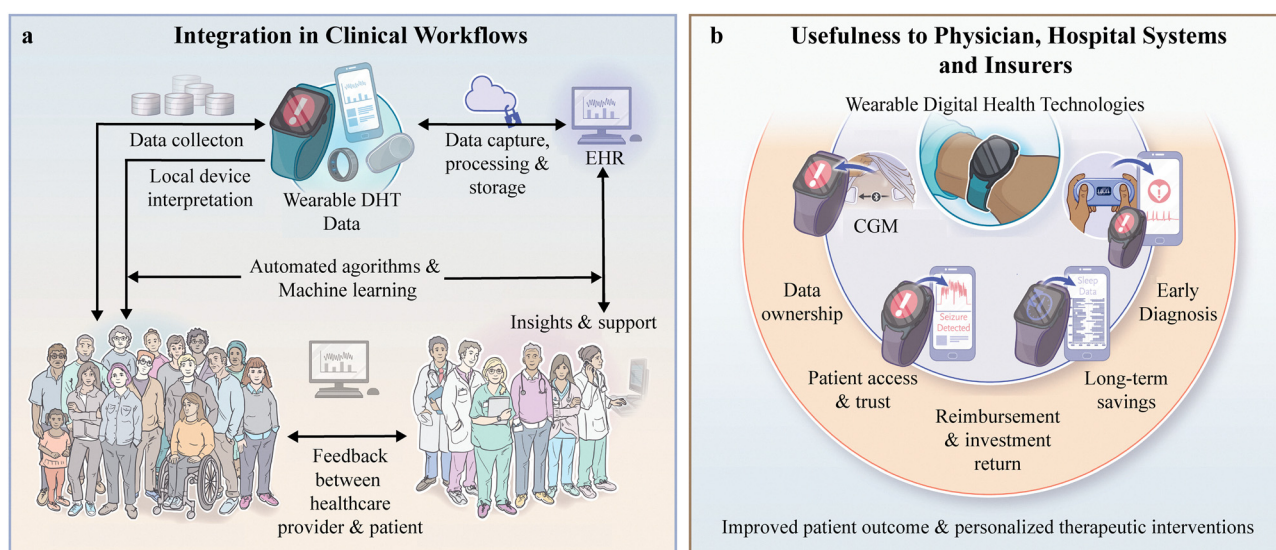 a
Integration in Clinical Workflows
Data collecton
Local device
interpretation
Wearable DHT
Data
Data capture,
processing &
storage
EHR
Automated agorithms &
Machine learning
Insights & support
Feedback
between
healthcare
provider & patient
b
Usefulness to Physician, Hospital Systems
and Insurers
Wearable Digital Health Technologies
CGM
Data
ownership
Seizure
Detected
Sleep
Data
Early
Diagnosis
Patient access
& trust
Long-term
savings
Reimbursement
& investment
return
Improved patient outcome & personalized therapeutic interventions